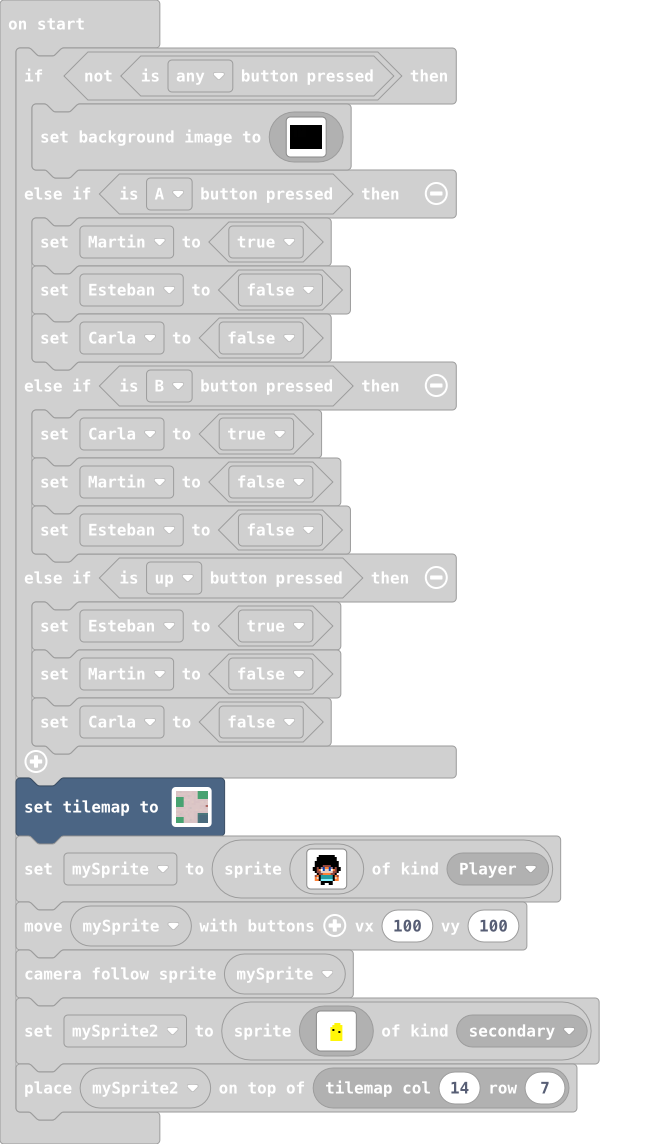 on start
if not is any button pressed then
set background image to
else if is A button pressed then
set Martin to true
set Esteban to false
set Carla to false
else if is B button pressed then
set Carla to true
set Martin to false
set Esteban to false
else if is up button pressed then
set Esteban to true
set Martin to false
set Carla to false
set tilemap to
set mySprite to sprite of kind Player
move mySprite with buttons vx 100 vy 100
camera follow sprite mySprite
set mySprite2 to sprite of kind secondary
place mySprite2 on top of tilemap col 14 row 7